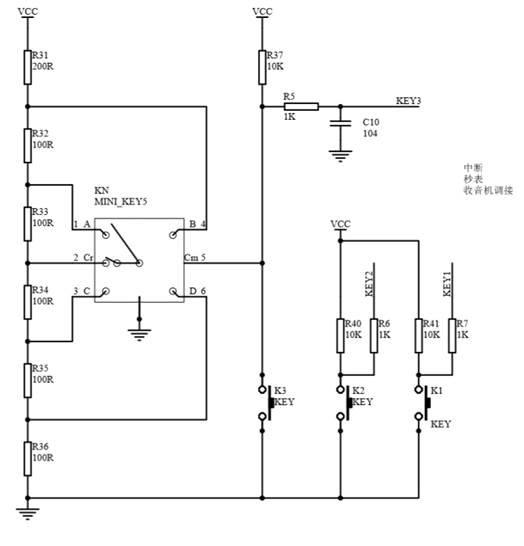 VCC
VCC
R31
200R
R37
10K
R5
1K
KEY3
C10
104
R32
100R
中断
秒表
收音机调接
KN
MINI_KEY5
R33
100R
1 A
B 4
VCC
2 Cr
Cm 5
KEY2
KEY1
R34
100R
3 C
D 6
R40
10K
R6
1K
R41
10K
R7
1K
R35
100R
K3
KEY
K2
KEY
K1
KEY
R36
100R